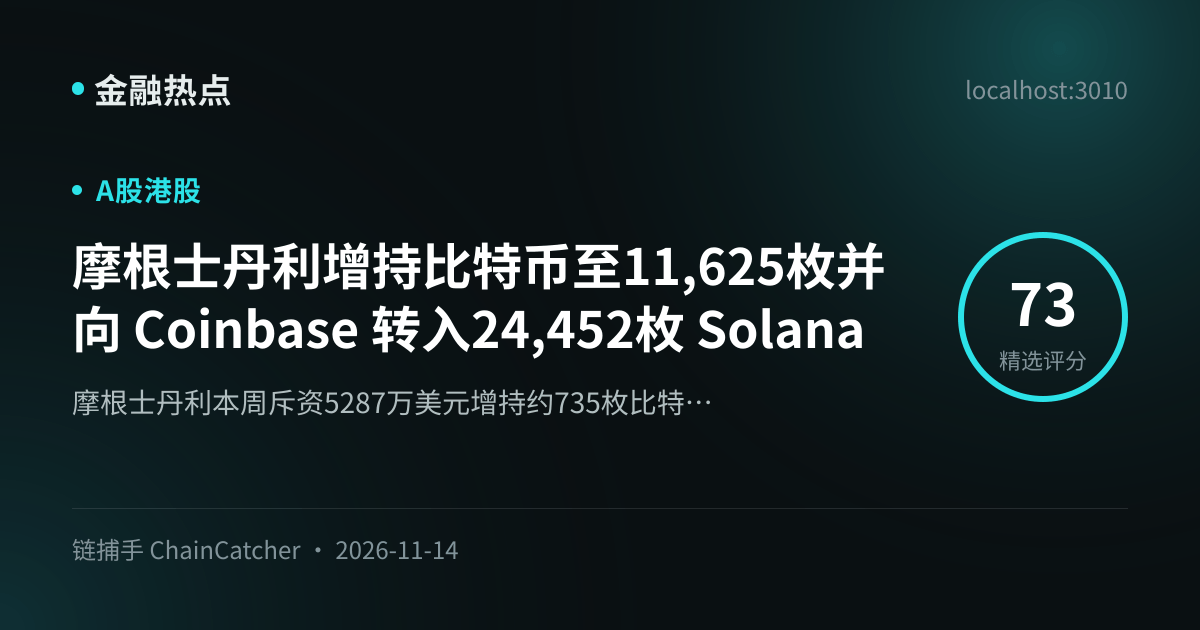 金融热点
localhost:3010
A股港股
摩根士丹利增持比特币至11,625枚并
向 Coinbase 转入24,452枚 Solana
73
精选评分
摩根士丹利本周斥资5287万美元增持约735枚比特…
链捕手 ChainCatcher · 2026-11-14